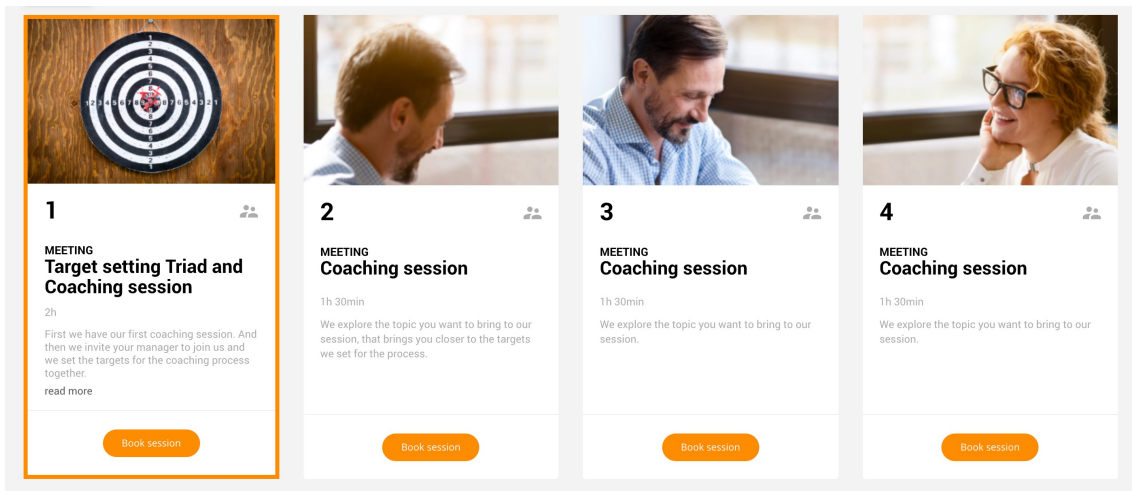 1
MEETING
Target setting Triad and
Coaching session
2h
First we have our first coaching session. And
then we invite your manager to join us and
we set the targets for the coaching process
together.
read more
Book session
2
MEETING
Coaching session
1h 30min
We explore the topic you want to bring to our
session, that brings you closer to the targets
we set for the process.
Book session
3
MEETING
Coaching session
1h 30min
We explore the topic you want to bring to our
session.
Book session
4
MEETING
Coaching session
1h 30min
We explore the topic you want to bring to our
session.
Book session